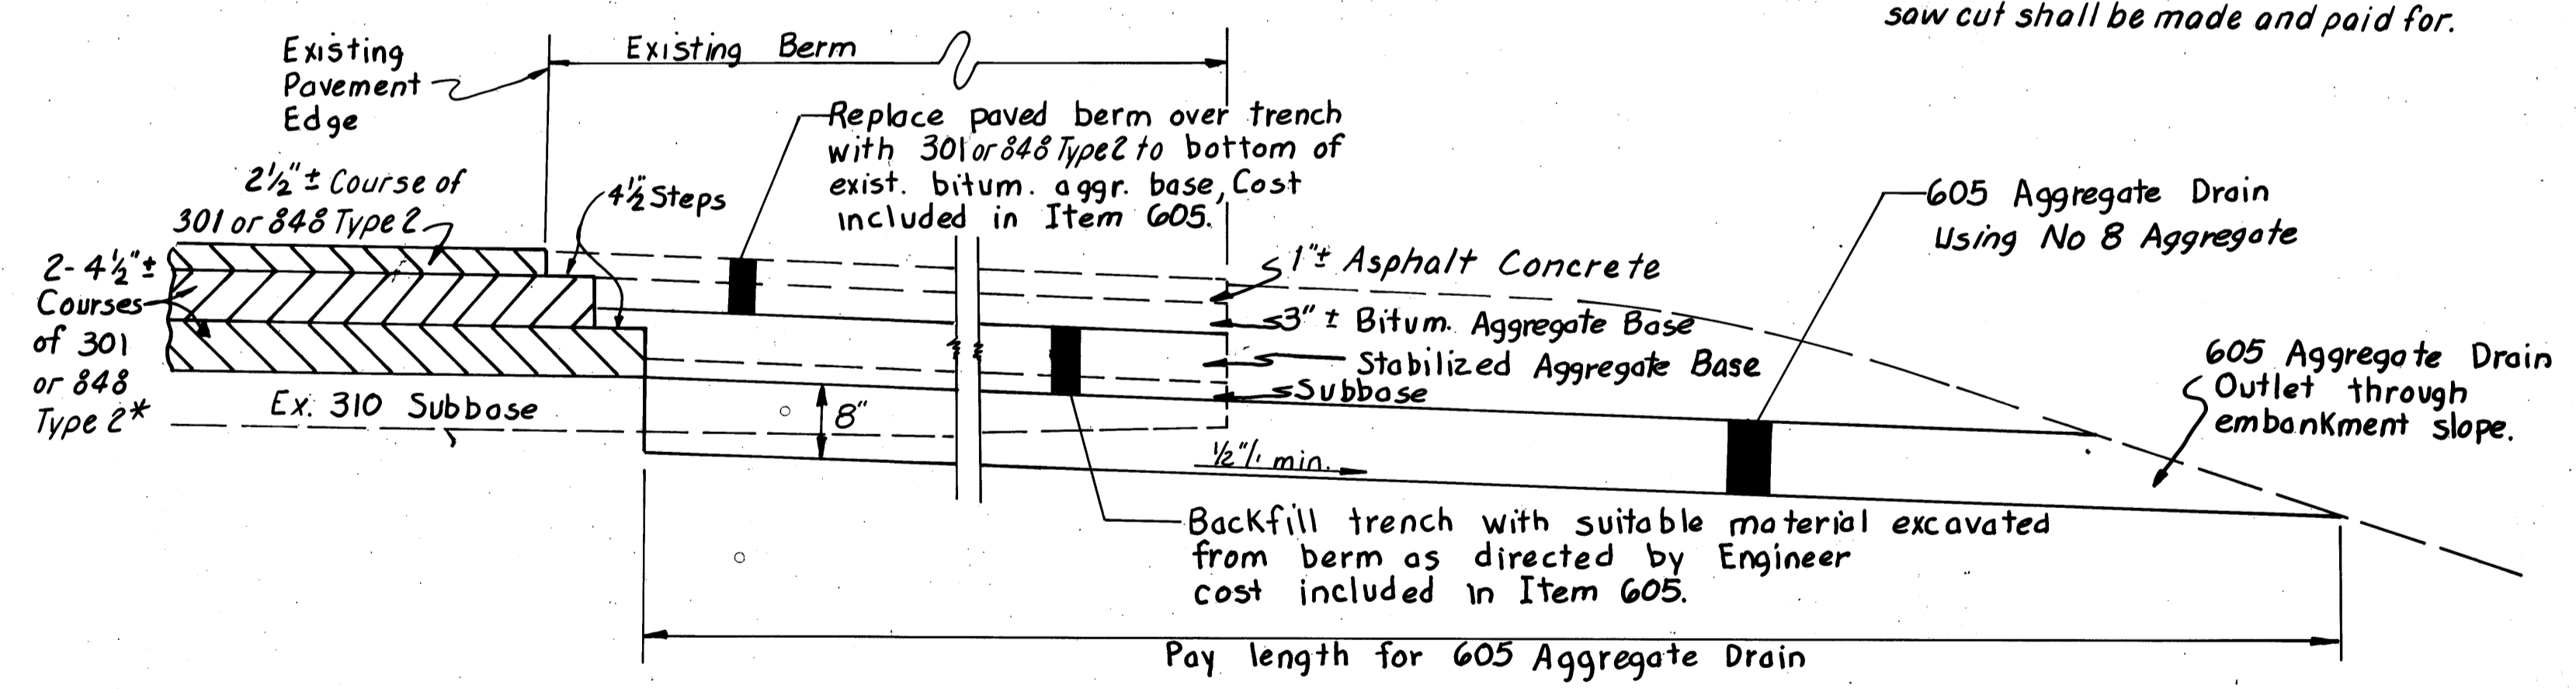 saw cut shall be made and paid for.
Existing
Pavement
Edge
Existing Berm
Replace paved berm over trench
with 301 or 848 Type 2 to bottom of
exist. bitum. aggr. base, Cost
included in Item 605.
2½"± Course of
301 or 848 Type 2
4½" Steps
2-4½"±
Courses
of 301
or 848
Type 2*
Ex. 310 Subbase
8"
1"± Asphalt Concrete
3"± Bitum. Aggregate Base
Stabilized Aggregate Base
Subbase
605 Aggregate Drain
Using No 8 Aggregate
605 Aggregate Drain
Outlet through
embankment slope.
½"/' min.
Backfill trench with suitable material excavated
from berm as directed by Engineer
cost included in Item 605.
Pay length for 605 Aggregate Drain